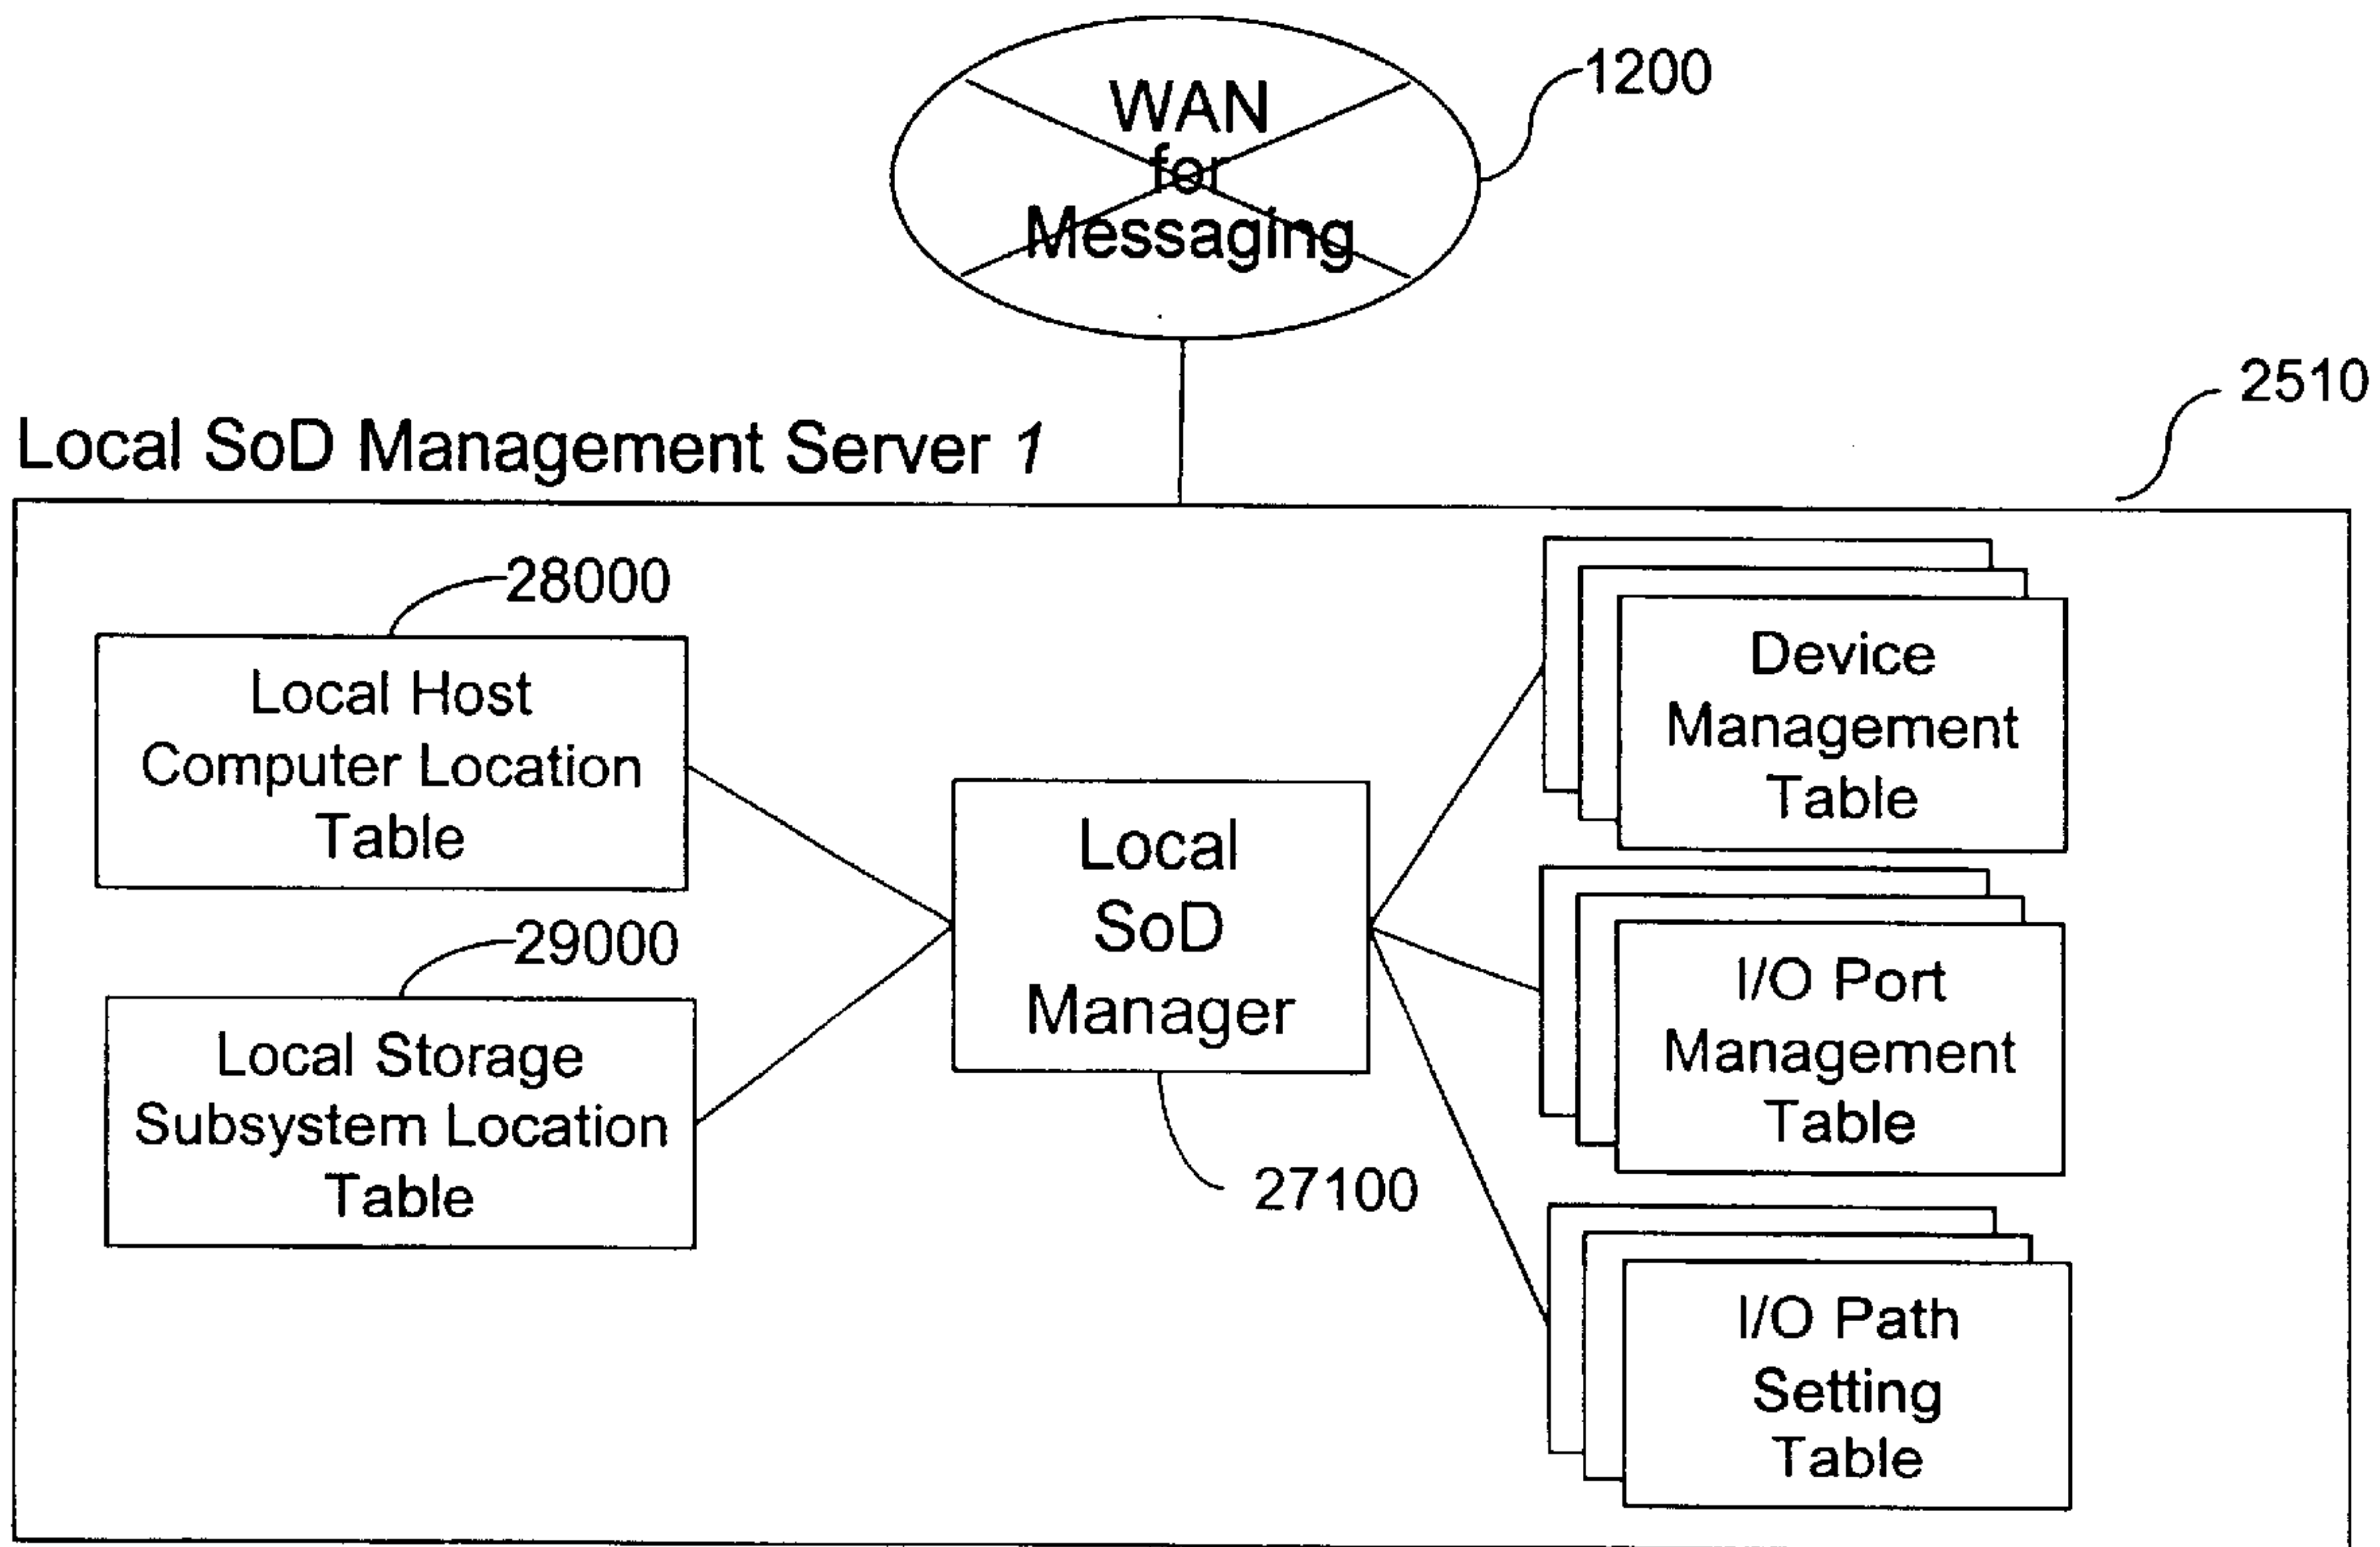 WAN
for
Messaging
1200
2510
Local SoD Management Server 1
28000
Local Host
Computer Location
Table
29000
Local Storage
Subsystem Location
Table
Local
SoD
Manager
27100
Device
Management
Table
I/O Port
Management
Table
I/O Path
Setting
Table